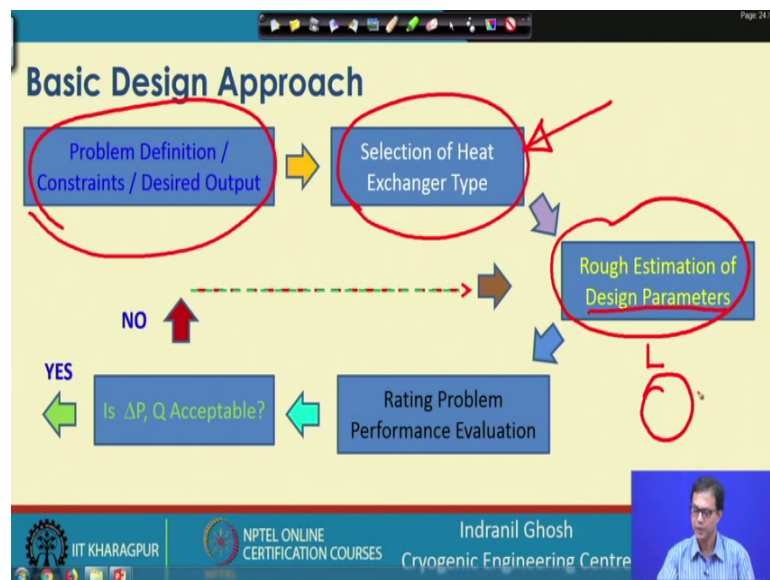 Page: 24 /
Basic Design Approach
Problem Definition /
Constraints / Desired Output
Selection of Heat
Exchanger Type
Rough Estimation of
Design Parameters
L
NO
YES
Is ΔP, Q Acceptable?
Rating Problem
Performance Evaluation
IIT KHARAGPUR
NPTEL ONLINE
CERTIFICATION COURSES
Indranil Ghosh
Cryogenic Engineering Centre